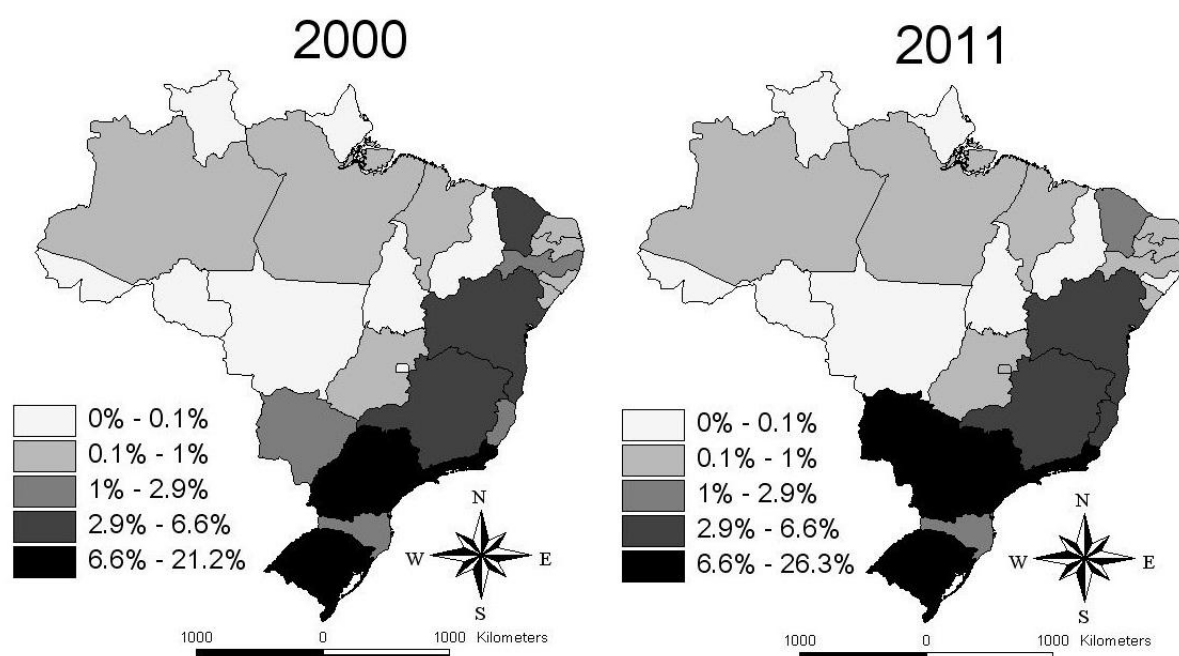 2000
0% - 0.1%
0.1% - 1%
1% - 2.9%
2.9% - 6.6%
6.6% - 21.2%
N
W
E
S
1000 0 1000 Kilometers
2011
0% - 0.1%
0.1% - 1%
1% - 2.9%
2.9% - 6.6%
6.6% - 26.3%
N
W
E
S
1000 0 1000 Kilometers